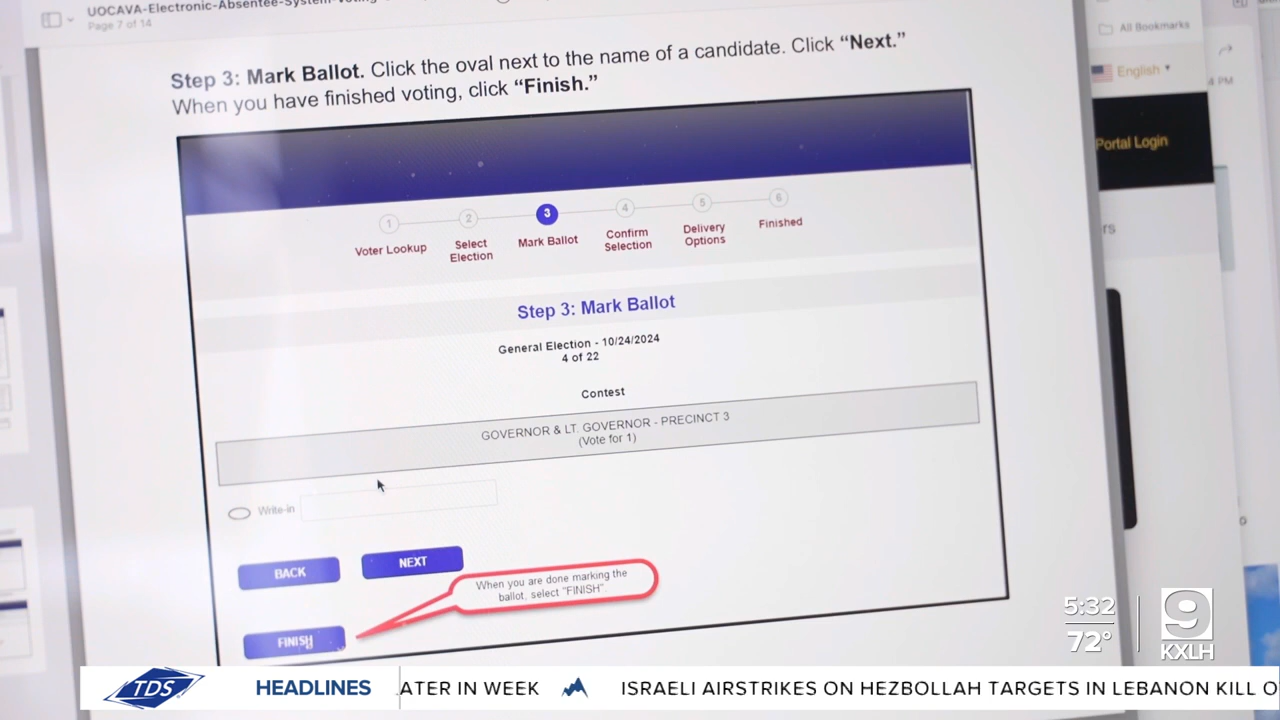 UOCAVA-Electronic-Absentee-System-
Page 7 of 14
All Bookmarks
English
4 PM
Portal Login
Step 3: Mark Ballot. Click the oval next to the name of a candidate. Click “Next.”
When you have finished voting, click “Finish.”
1 2 3 4 5 6
Voter Lookup Select Election Mark Ballot Confirm Selection Delivery Options Finished
Step 3: Mark Ballot
General Election - 10/24/2024
4 of 22
Contest
GOVERNOR & LT. GOVERNOR - PRECINCT 3
(Vote for 1)
Write-in
BACK NEXT
When you are done marking the
ballot, select "FINISH".
FINISH
5:32
72°
9
KXLH
TDS HEADLINES ATER IN WEEK ISRAELI AIRSTRIKES ON HEZBOLLAH TARGETS IN LEBANON KILL O